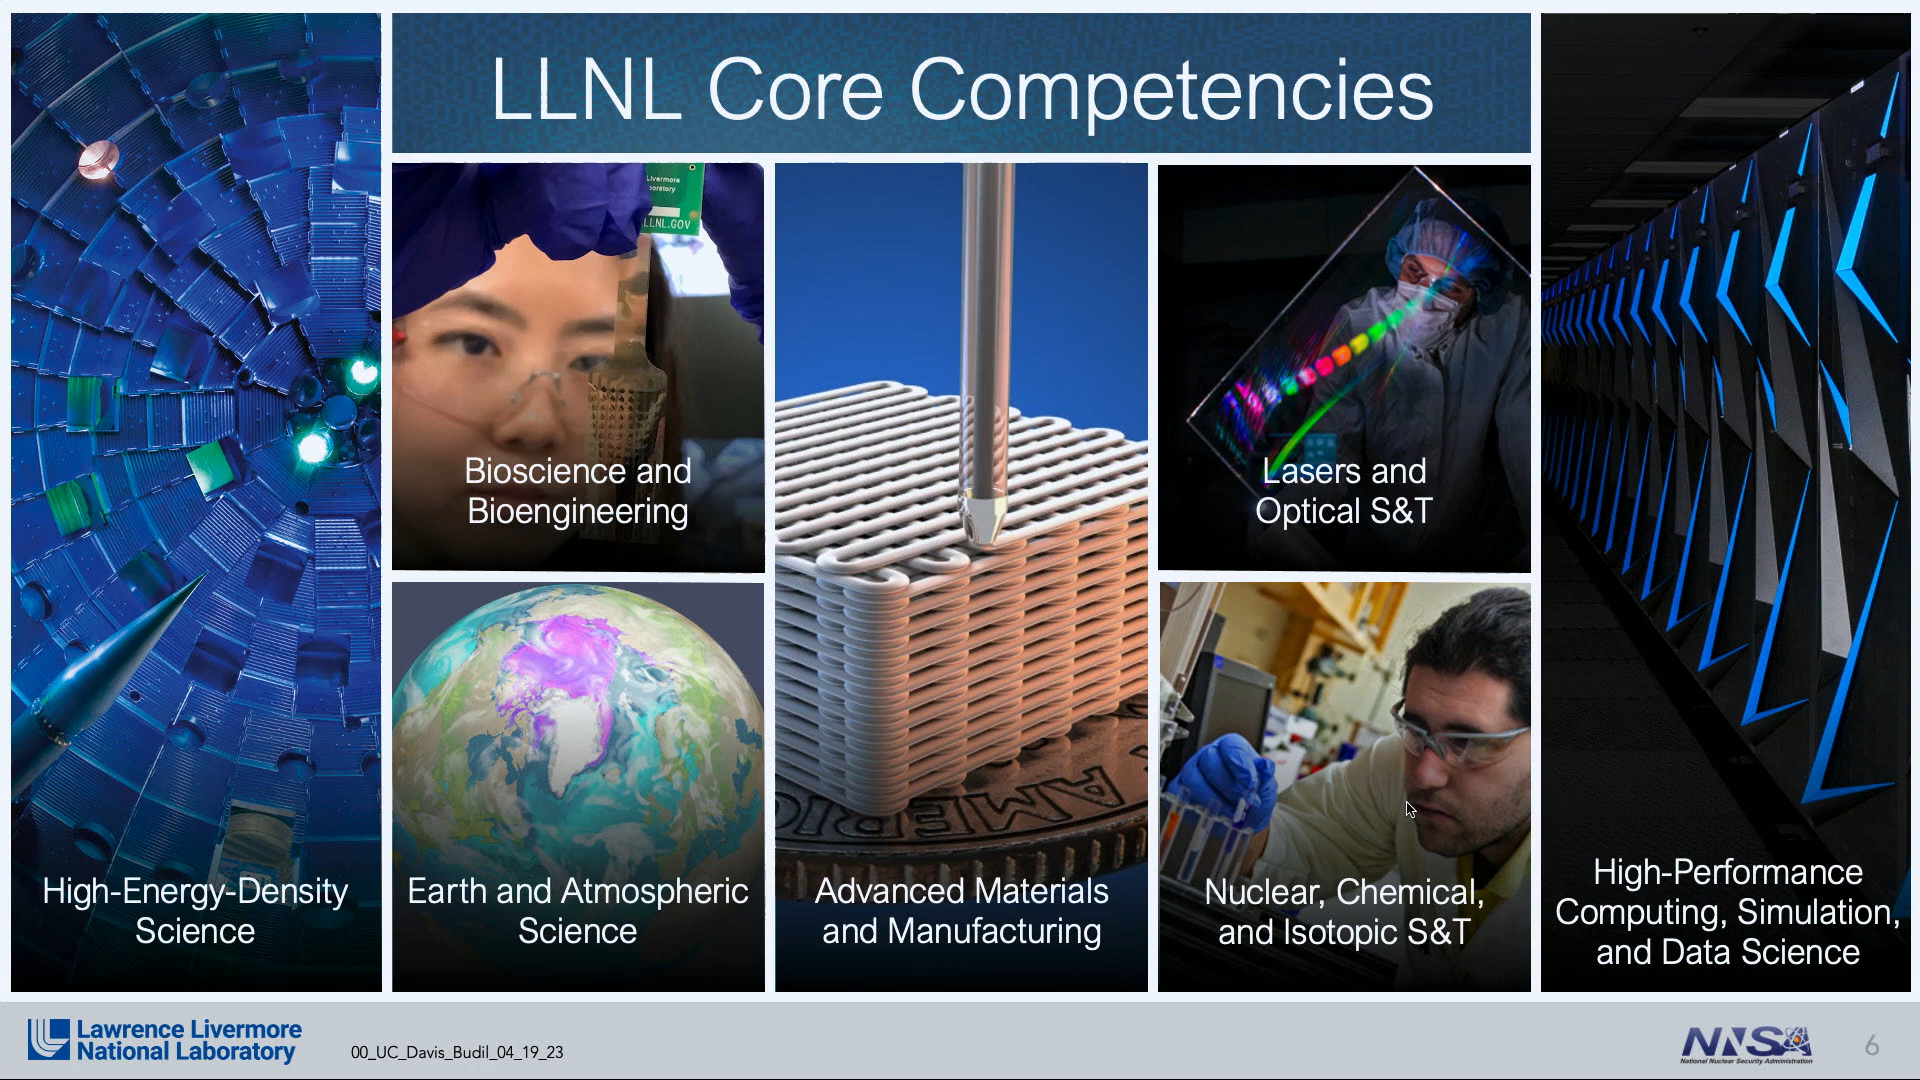 LLNL Core Competencies
Livermore
LLNL.GOV
Bioscience and
Bioengineering
Lasers and
Optical S&T
AMERIC
High-Energy-Density
Science
Earth and Atmospheric
Science
Advanced Materials
and Manufacturing
Nuclear, Chemical,
and Isotopic S&T
High-Performance
Computing, Simulation,
and Data Science
Lawrence Livermore
National Laboratory
00_UC_Davis_Budil_04_19_23
NNSA
National Nuclear Security Administration
6